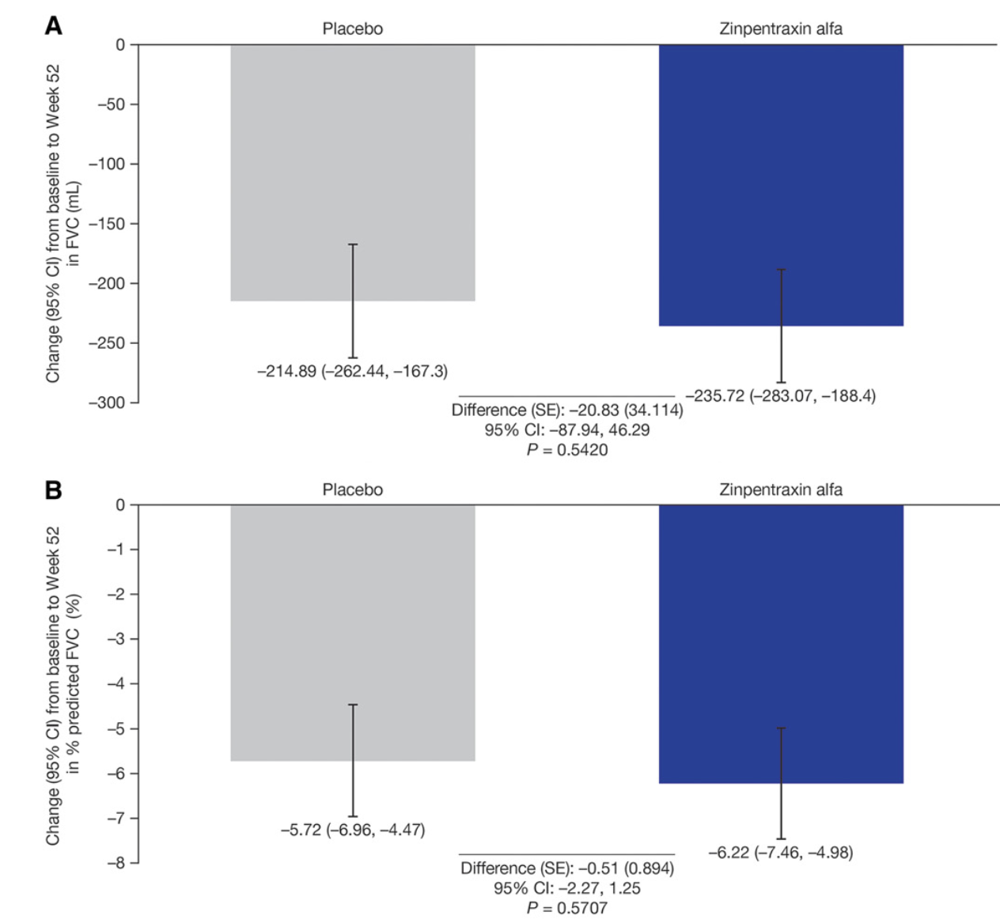 A
Placebo
Zinpentraxin alfa
Change (95% CI) from baseline to Week 52
in FVC (mL)
0
–50
–100
–150
–200
–250
–300
–214.89 (–262.44, –167.3)
–235.72 (–283.07, –188.4)
Difference (SE): –20.83 (34.114)
95% CI: –87.94, 46.29
P = 0.5420
B
Placebo
Zinpentraxin alfa
Change (95% CI) from baseline to Week 52
in % predicted FVC (%)
0
–1
–2
–3
–4
–5
–6
–7
–8
–5.72 (–6.96, –4.47)
–6.22 (–7.46, –4.98)
Difference (SE): –0.51 (0.894)
95% CI: –2.27, 1.25
P = 0.5707